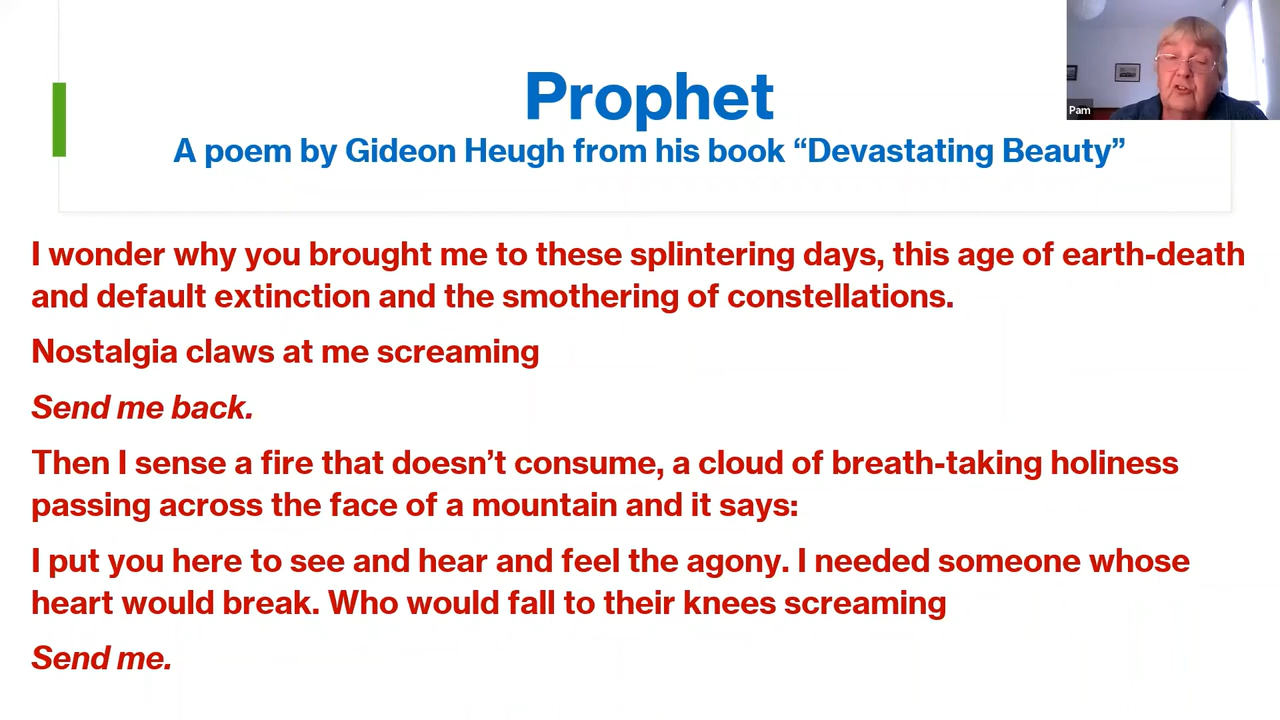 Prophet
A poem by Gideon Heugh from his book “Devastating Beauty”
Pam
I wonder why you brought me to these splintering days, this age of earth-death
and default extinction and the smothering of constellations.
Nostalgia claws at me screaming
Send me back.
Then I sense a fire that doesn’t consume, a cloud of breath-taking holiness
passing across the face of a mountain and it says:
I put you here to see and hear and feel the agony. I needed someone whose
heart would break. Who would fall to their knees screaming
Send me.